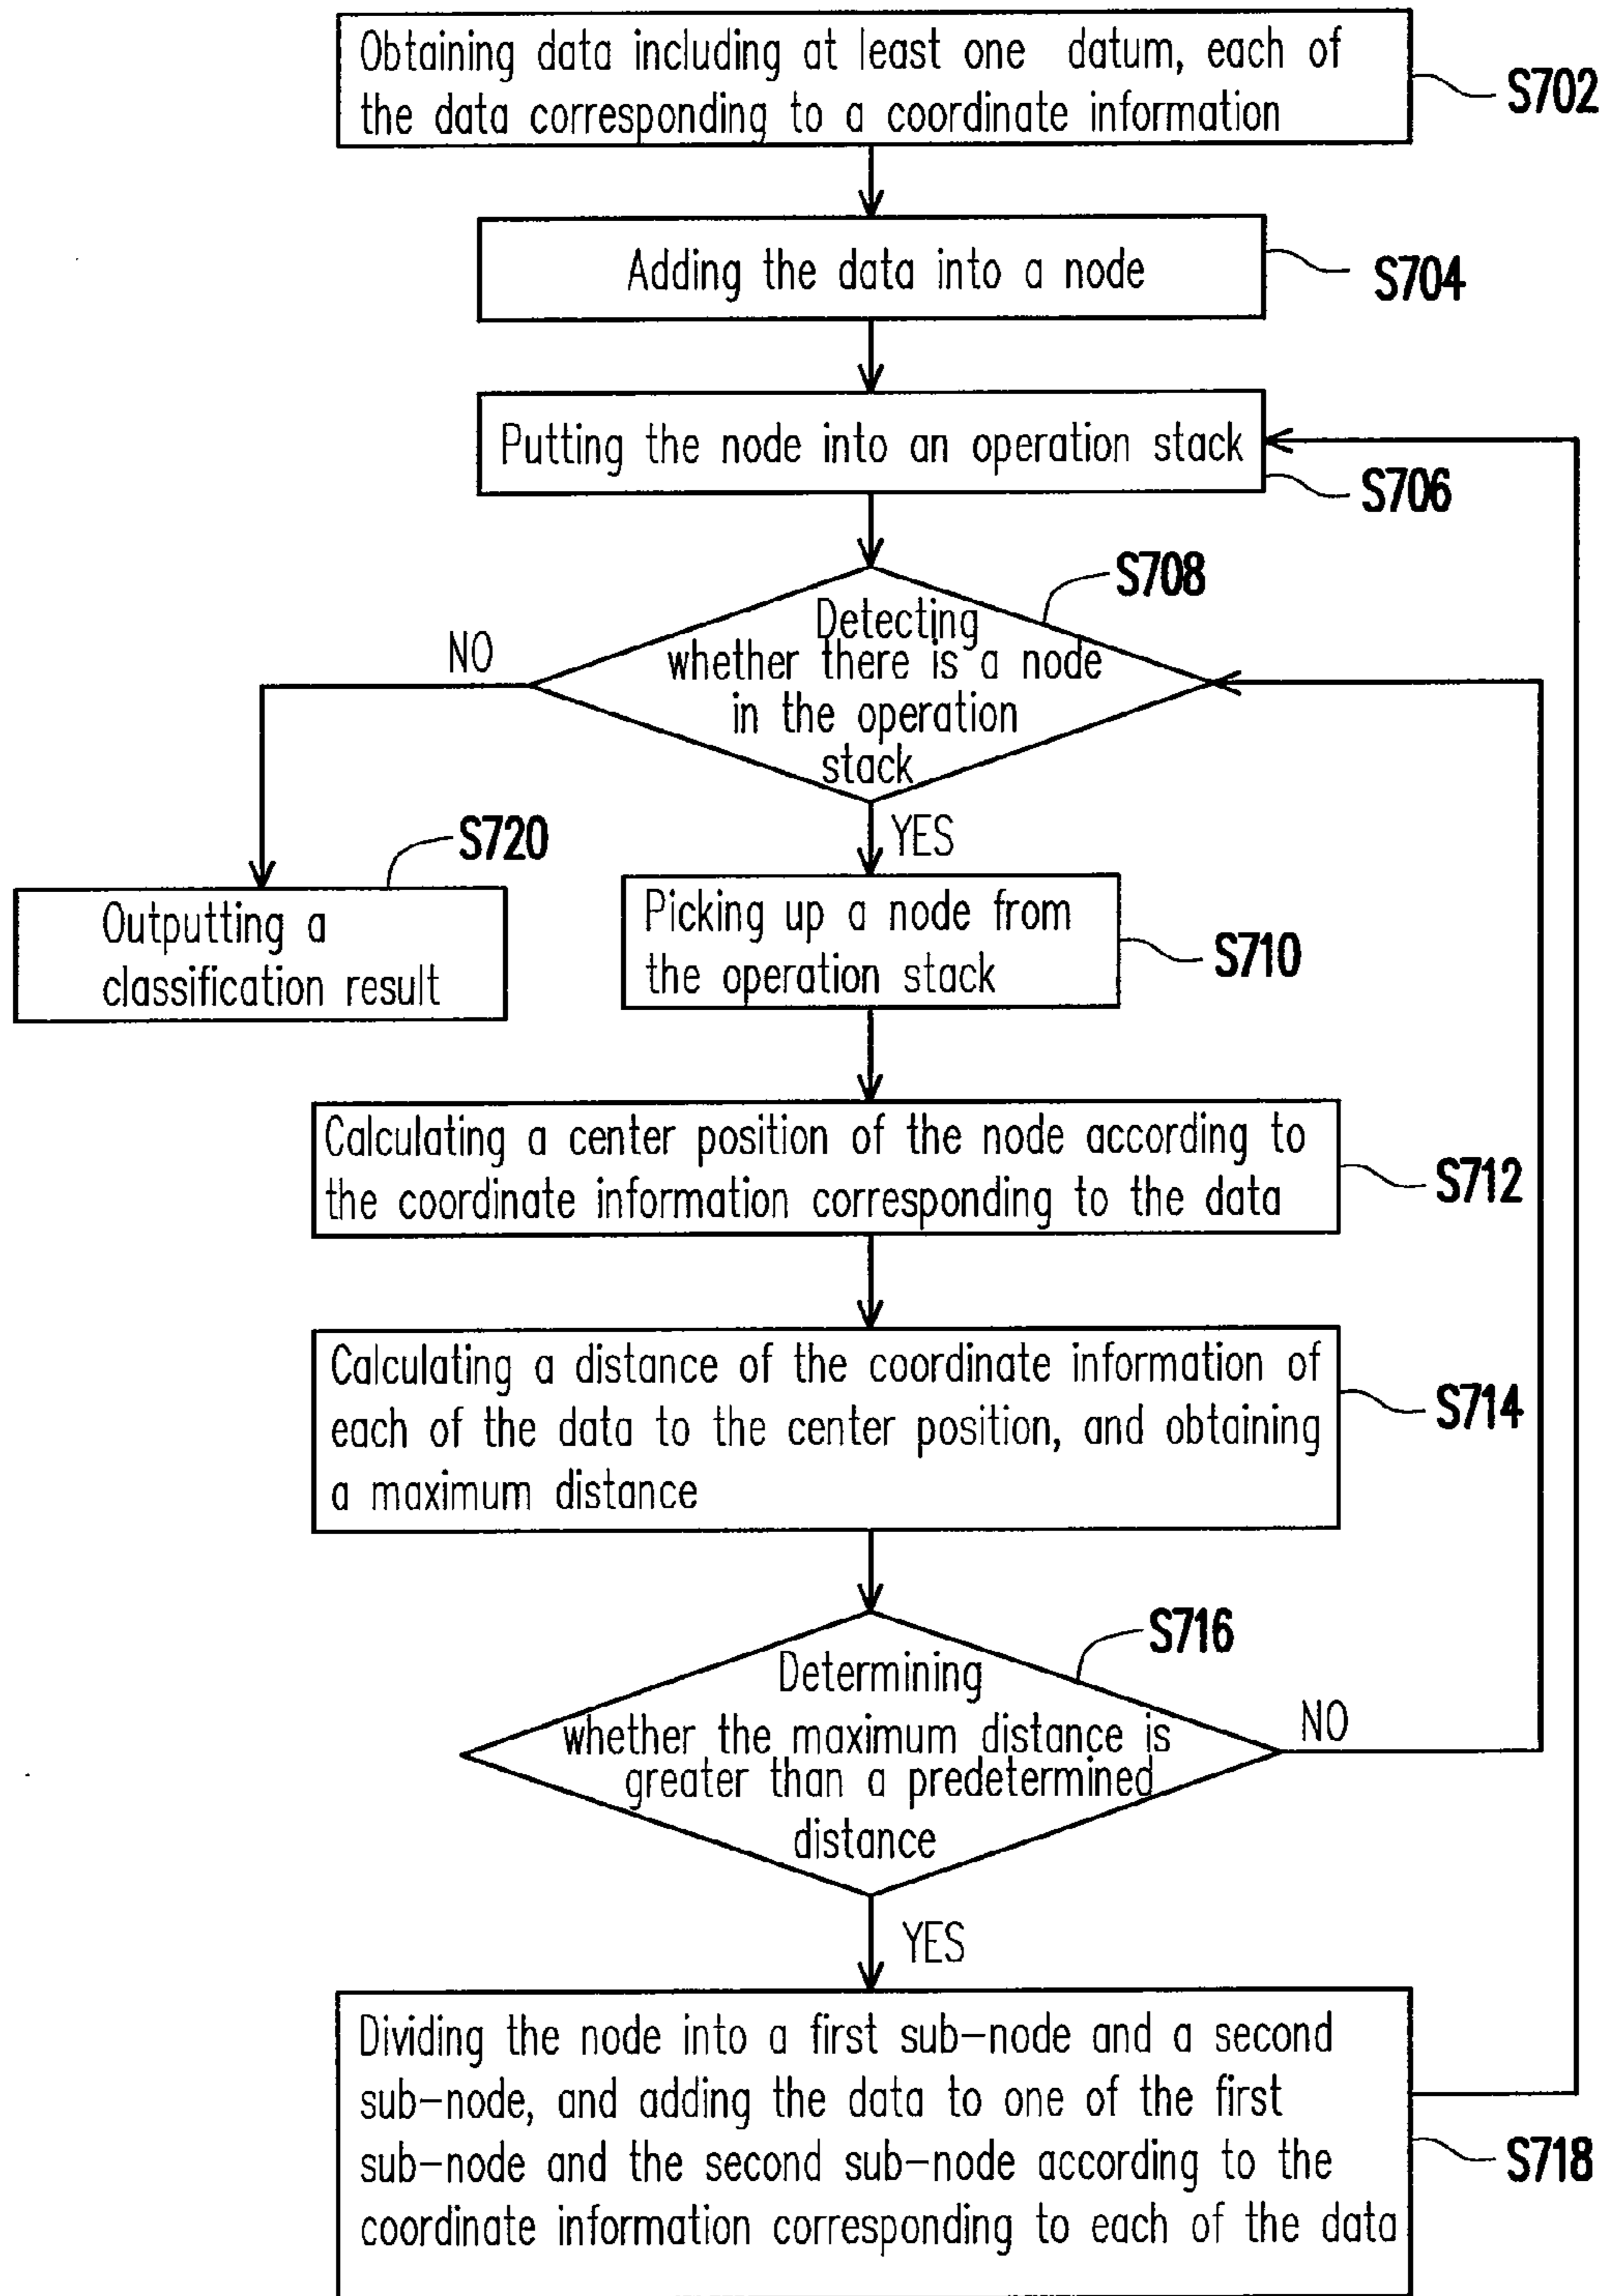 Obtaining data including at least one datum, each of
the data corresponding to a coordinate information
S702
Adding the data into a node
S704
Putting the node into an operation stack
S706
S708
Detecting
whether there is a node
in the operation
stack
NO
YES
S720
Outputting a
classification result
Picking up a node from
the operation stack
S710
Calculating a center position of the node according to
the coordinate information corresponding to the data
S712
Calculating a distance of the coordinate information of
each of the data to the center position, and obtaining
a maximum distance
S714
S716
Determining
whether the maximum distance is
greater than a predetermined
distance
NO
YES
Dividing the node into a first sub-node and a second
sub-node, and adding the data to one of the first
sub-node and the second sub-node according to the
coordinate information corresponding to each of the data
S718